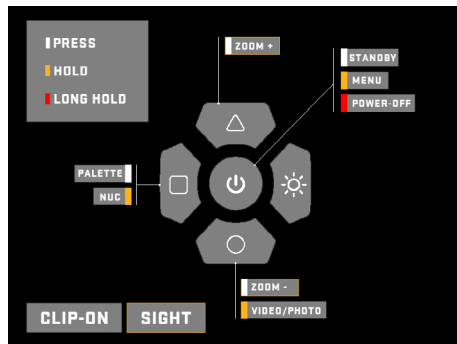 PRESS
HOLD
LONG HOLD
ZOOM +
STANDBY
MENU
POWER-OFF
PALETTE
NUC
ZOOM -
VIDEO/PHOTO
CLIP-ON
SIGHT